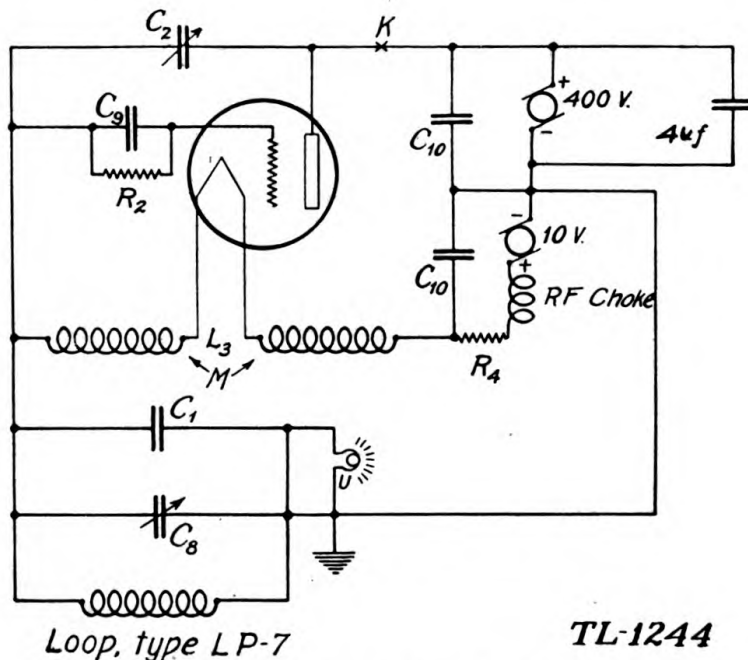 C2
K
C9
R2
C10
+
400 V.
-
4uf
C10
-
10 V.
+
RF Choke
L3
M
R4
C1
U
C8
Loop, type LP-7
TL-1244